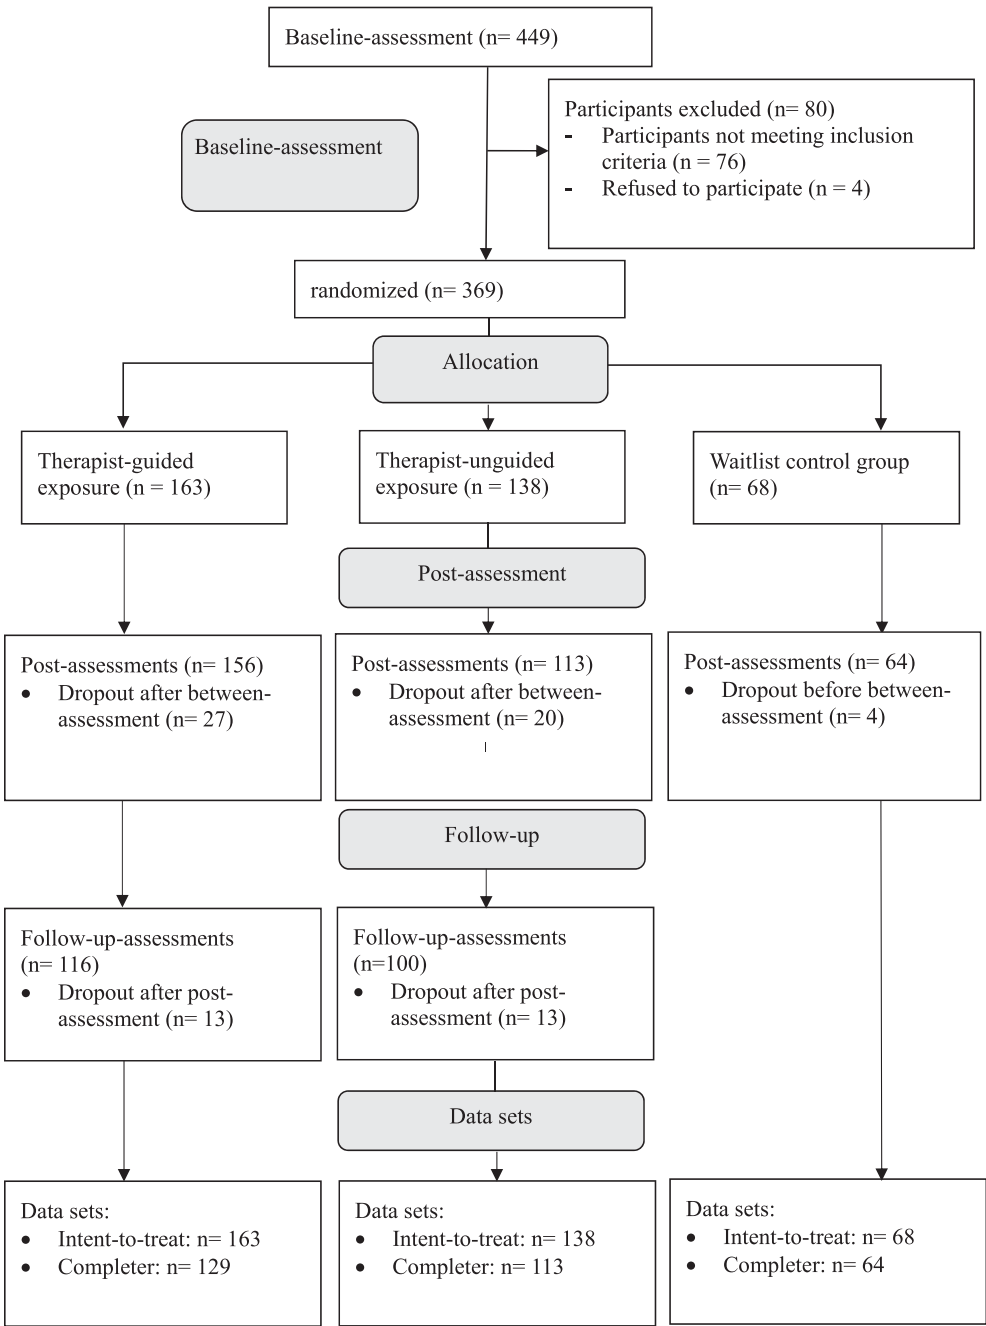 Baseline-assessment (n= 449)
Participants excluded (n= 80)
- Participants not meeting inclusion
criteria (n = 76)
- Refused to participate (n = 4)
Baseline-assessment
randomized (n= 369)
Allocation
Therapist-guided
exposure (n = 163)
Therapist-unguided
exposure (n = 138)
Waitlist control group
(n= 68)
Post-assessment
Post-assessments (n= 156)
• Dropout after between-
assessment (n= 27)
Post-assessments (n= 113)
• Dropout after between-
assessment (n= 20)
Post-assessments (n= 64)
• Dropout before between-
assessment (n= 4)
Follow-up
Follow-up-assessments
(n= 116)
• Dropout after post-
assessment (n= 13)
Follow-up-assessments
(n=100)
• Dropout after post-
assessment (n= 13)
Data sets
Data sets:
• Intent-to-treat: n= 163
• Completer: n= 129
Data sets:
• Intent-to-treat: n= 138
• Completer: n= 113
Data sets:
• Intent-to-treat: n= 68
• Completer: n= 64